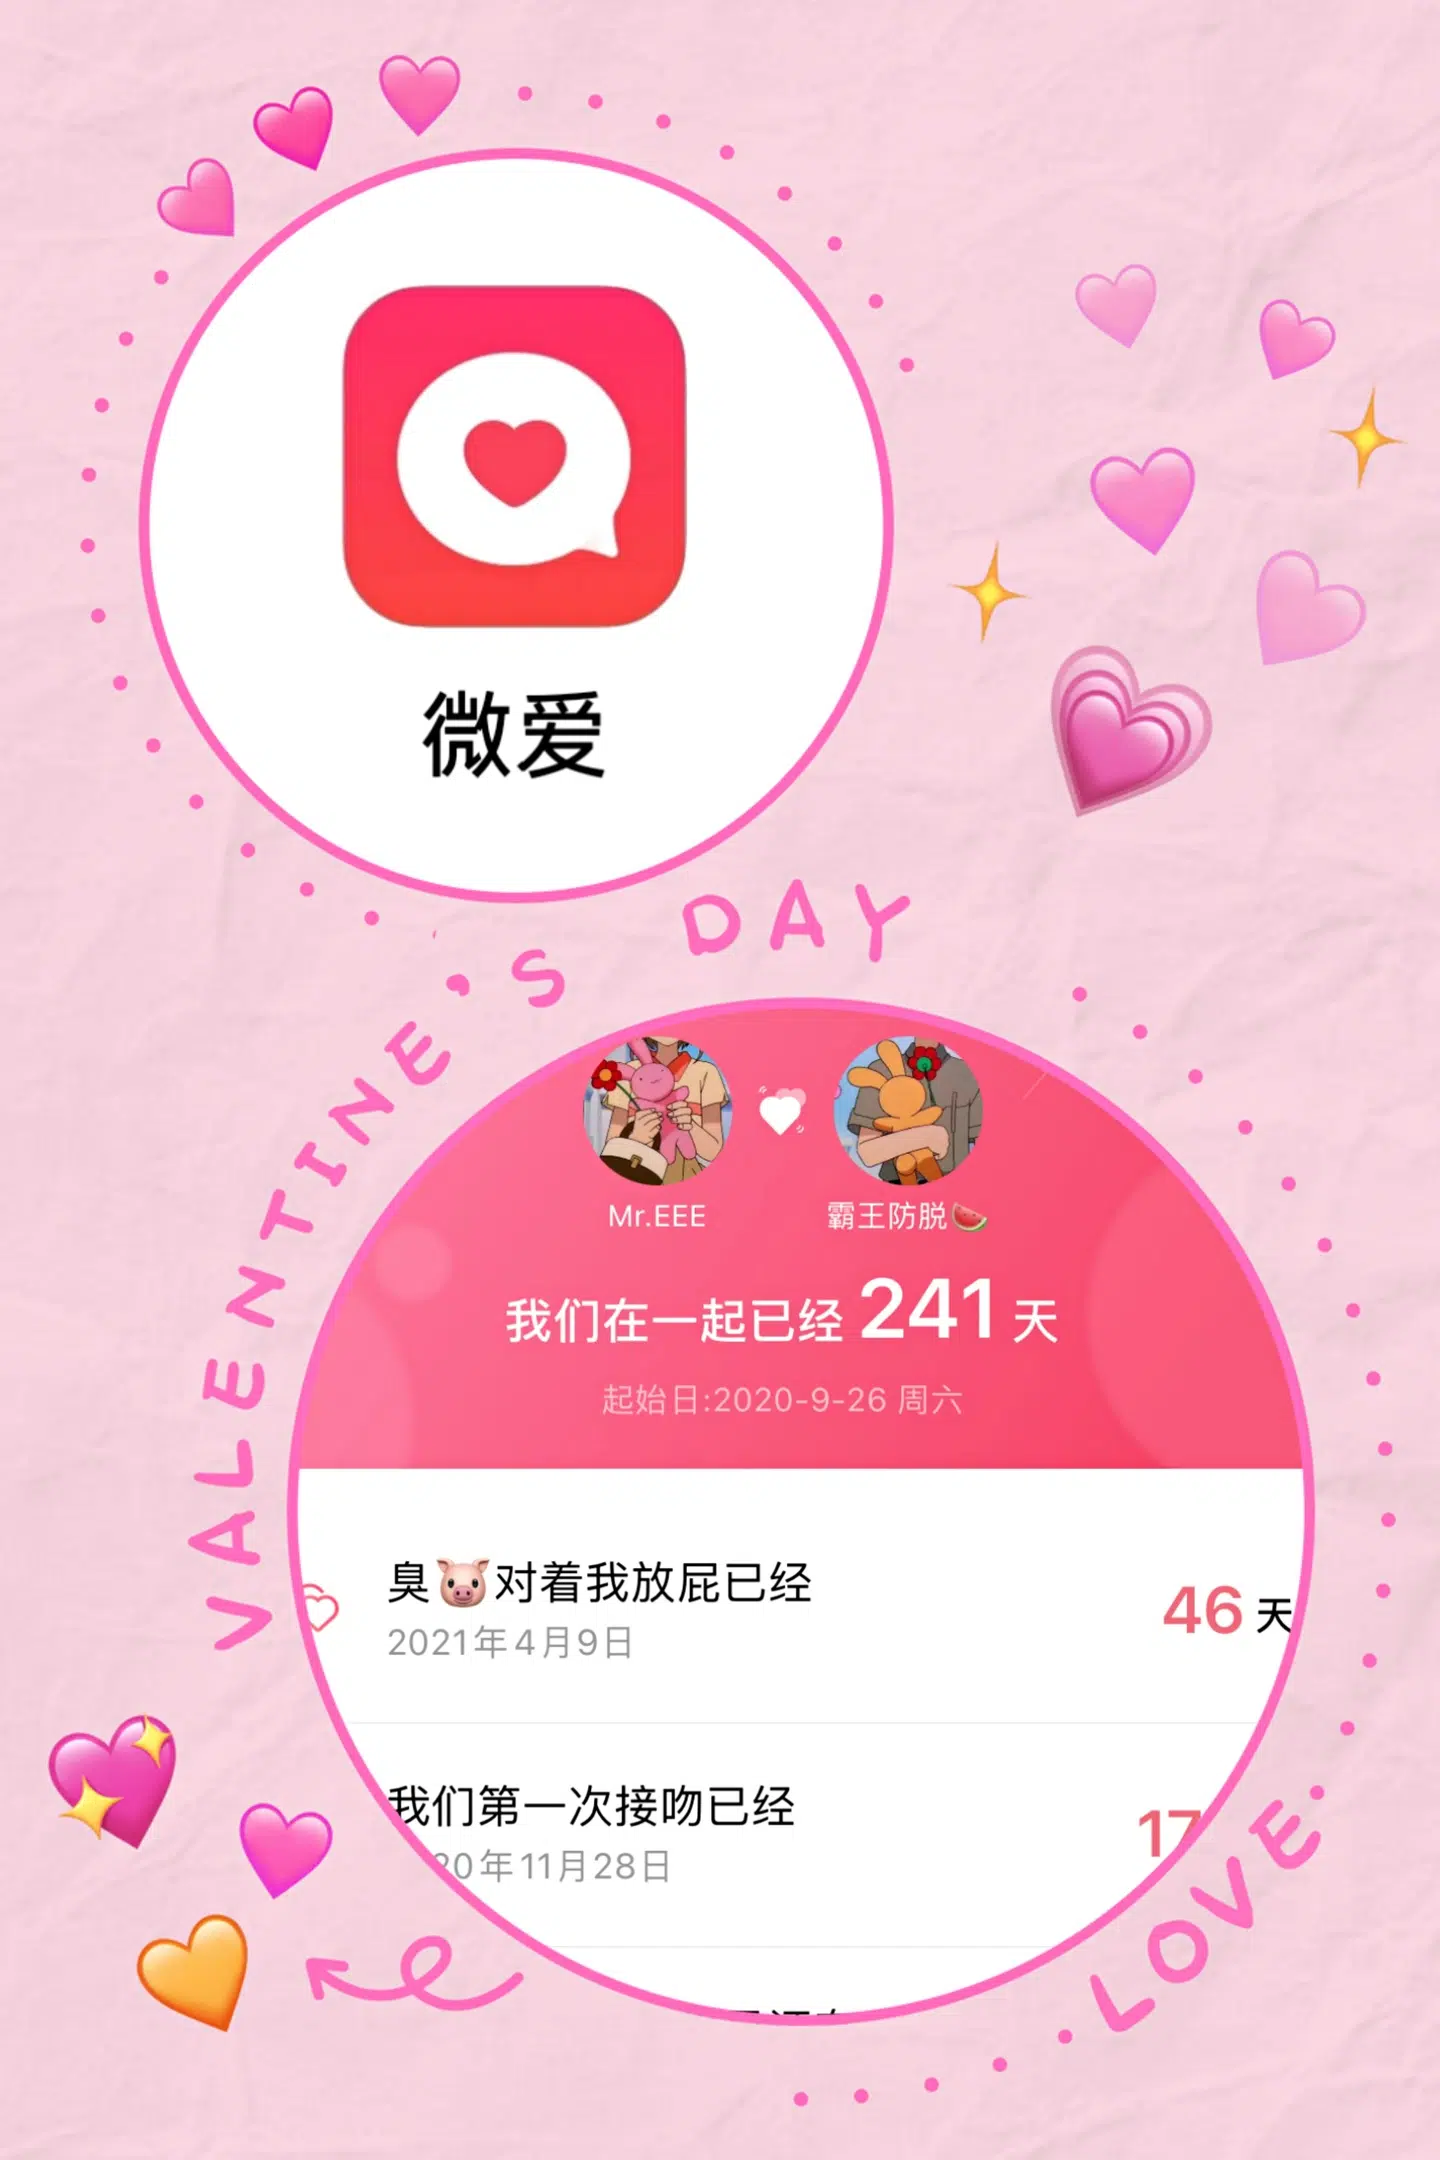 微爱
VALENTINE'S DAY
Mr.EEE
霸王防脱🍉
我们在一起已经 241 天
起始日:2020-9-26 周六
臭🐷对着我放屁已经
46 天
2021年4月9日
我们第一次接吻已经
17
20年11月28日
LOVE